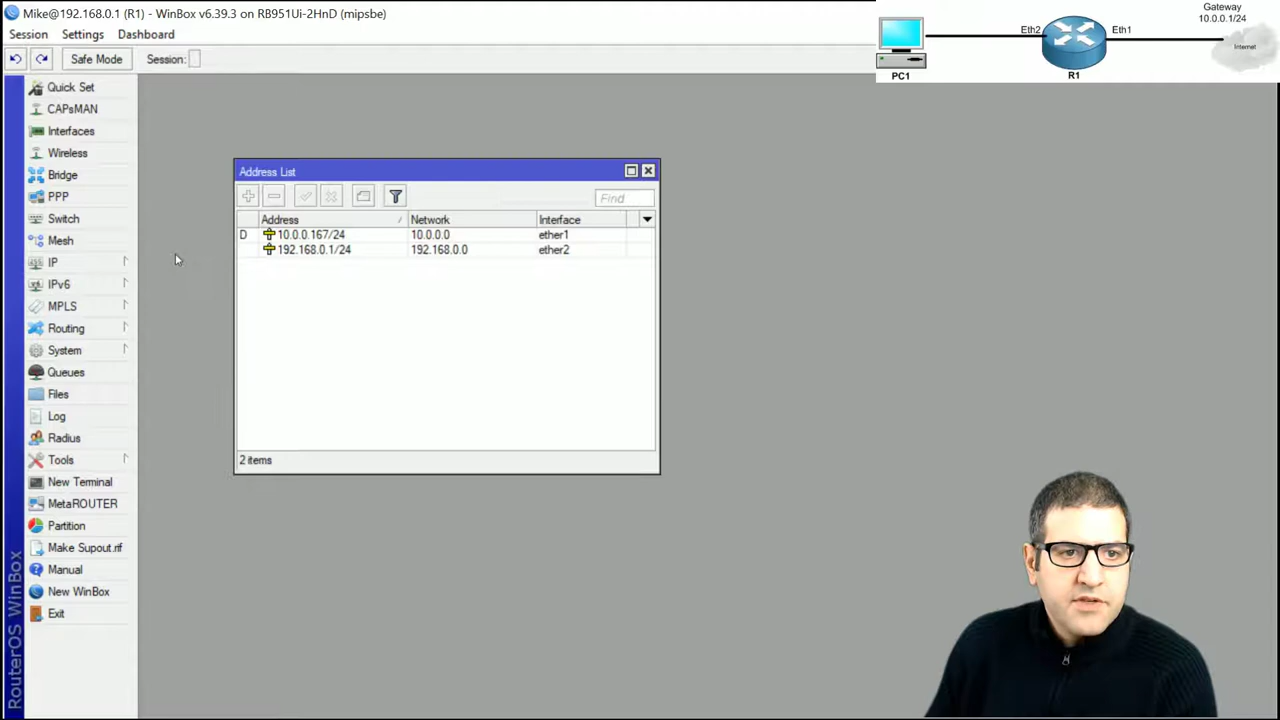 Mike@192.168.0.1 (R1) - WinBox v6.39.3 on RB951Ui-2HnD (mipsbe)
Session Settings Dashboard
Safe Mode Session:
Gateway
10.0.0.1/24
Eth2 Eth1
Internet
PC1 R1
Quick Set
CAPsMAN
Interfaces
Wireless
Bridge
PPP
Switch
Mesh
IP
IPv6
MPLS
Routing
System
Queues
Files
Log
Radius
Tools
New Terminal
MetaROUTER
Partition
Make Supout.rif
Manual
New WinBox
Exit
RouterOS WinBox
Address List
Find
Address Network Interface
D 10.0.0.167/24 10.0.0.0 ether1
192.168.0.1/24 192.168.0.0 ether2
2 items